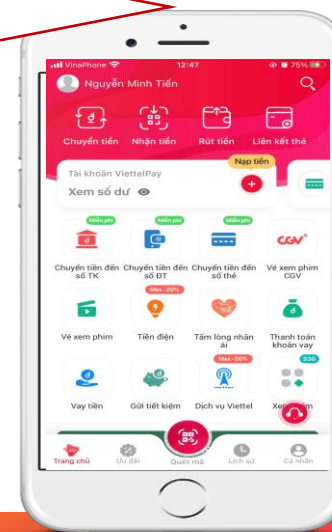 VinaPhone 12:47 75%
Nguyễn Minh Tiến
Chuyển tiền Nhận tiền Rút tiền Liên kết thẻ
Nạp tiền
Tài khoản ViettelPay
Xem số dư
Miễn phí Miễn phí Miễn phí
CGV
Chuyển tiền đến Chuyển tiền đến Chuyển tiền đến Vé xem phim
số TK số ĐT số thẻ CGV
Max -20%
Vé xem phim Tiền điện Tấm lòng nhân Thanh toán
ái khoản vay
Max -20% 330
Vay tiền Gửi tiết kiệm Dịch vụ Viettel
Trang chủ Ưu đãi Quét mã Lịch sử Cá nhân